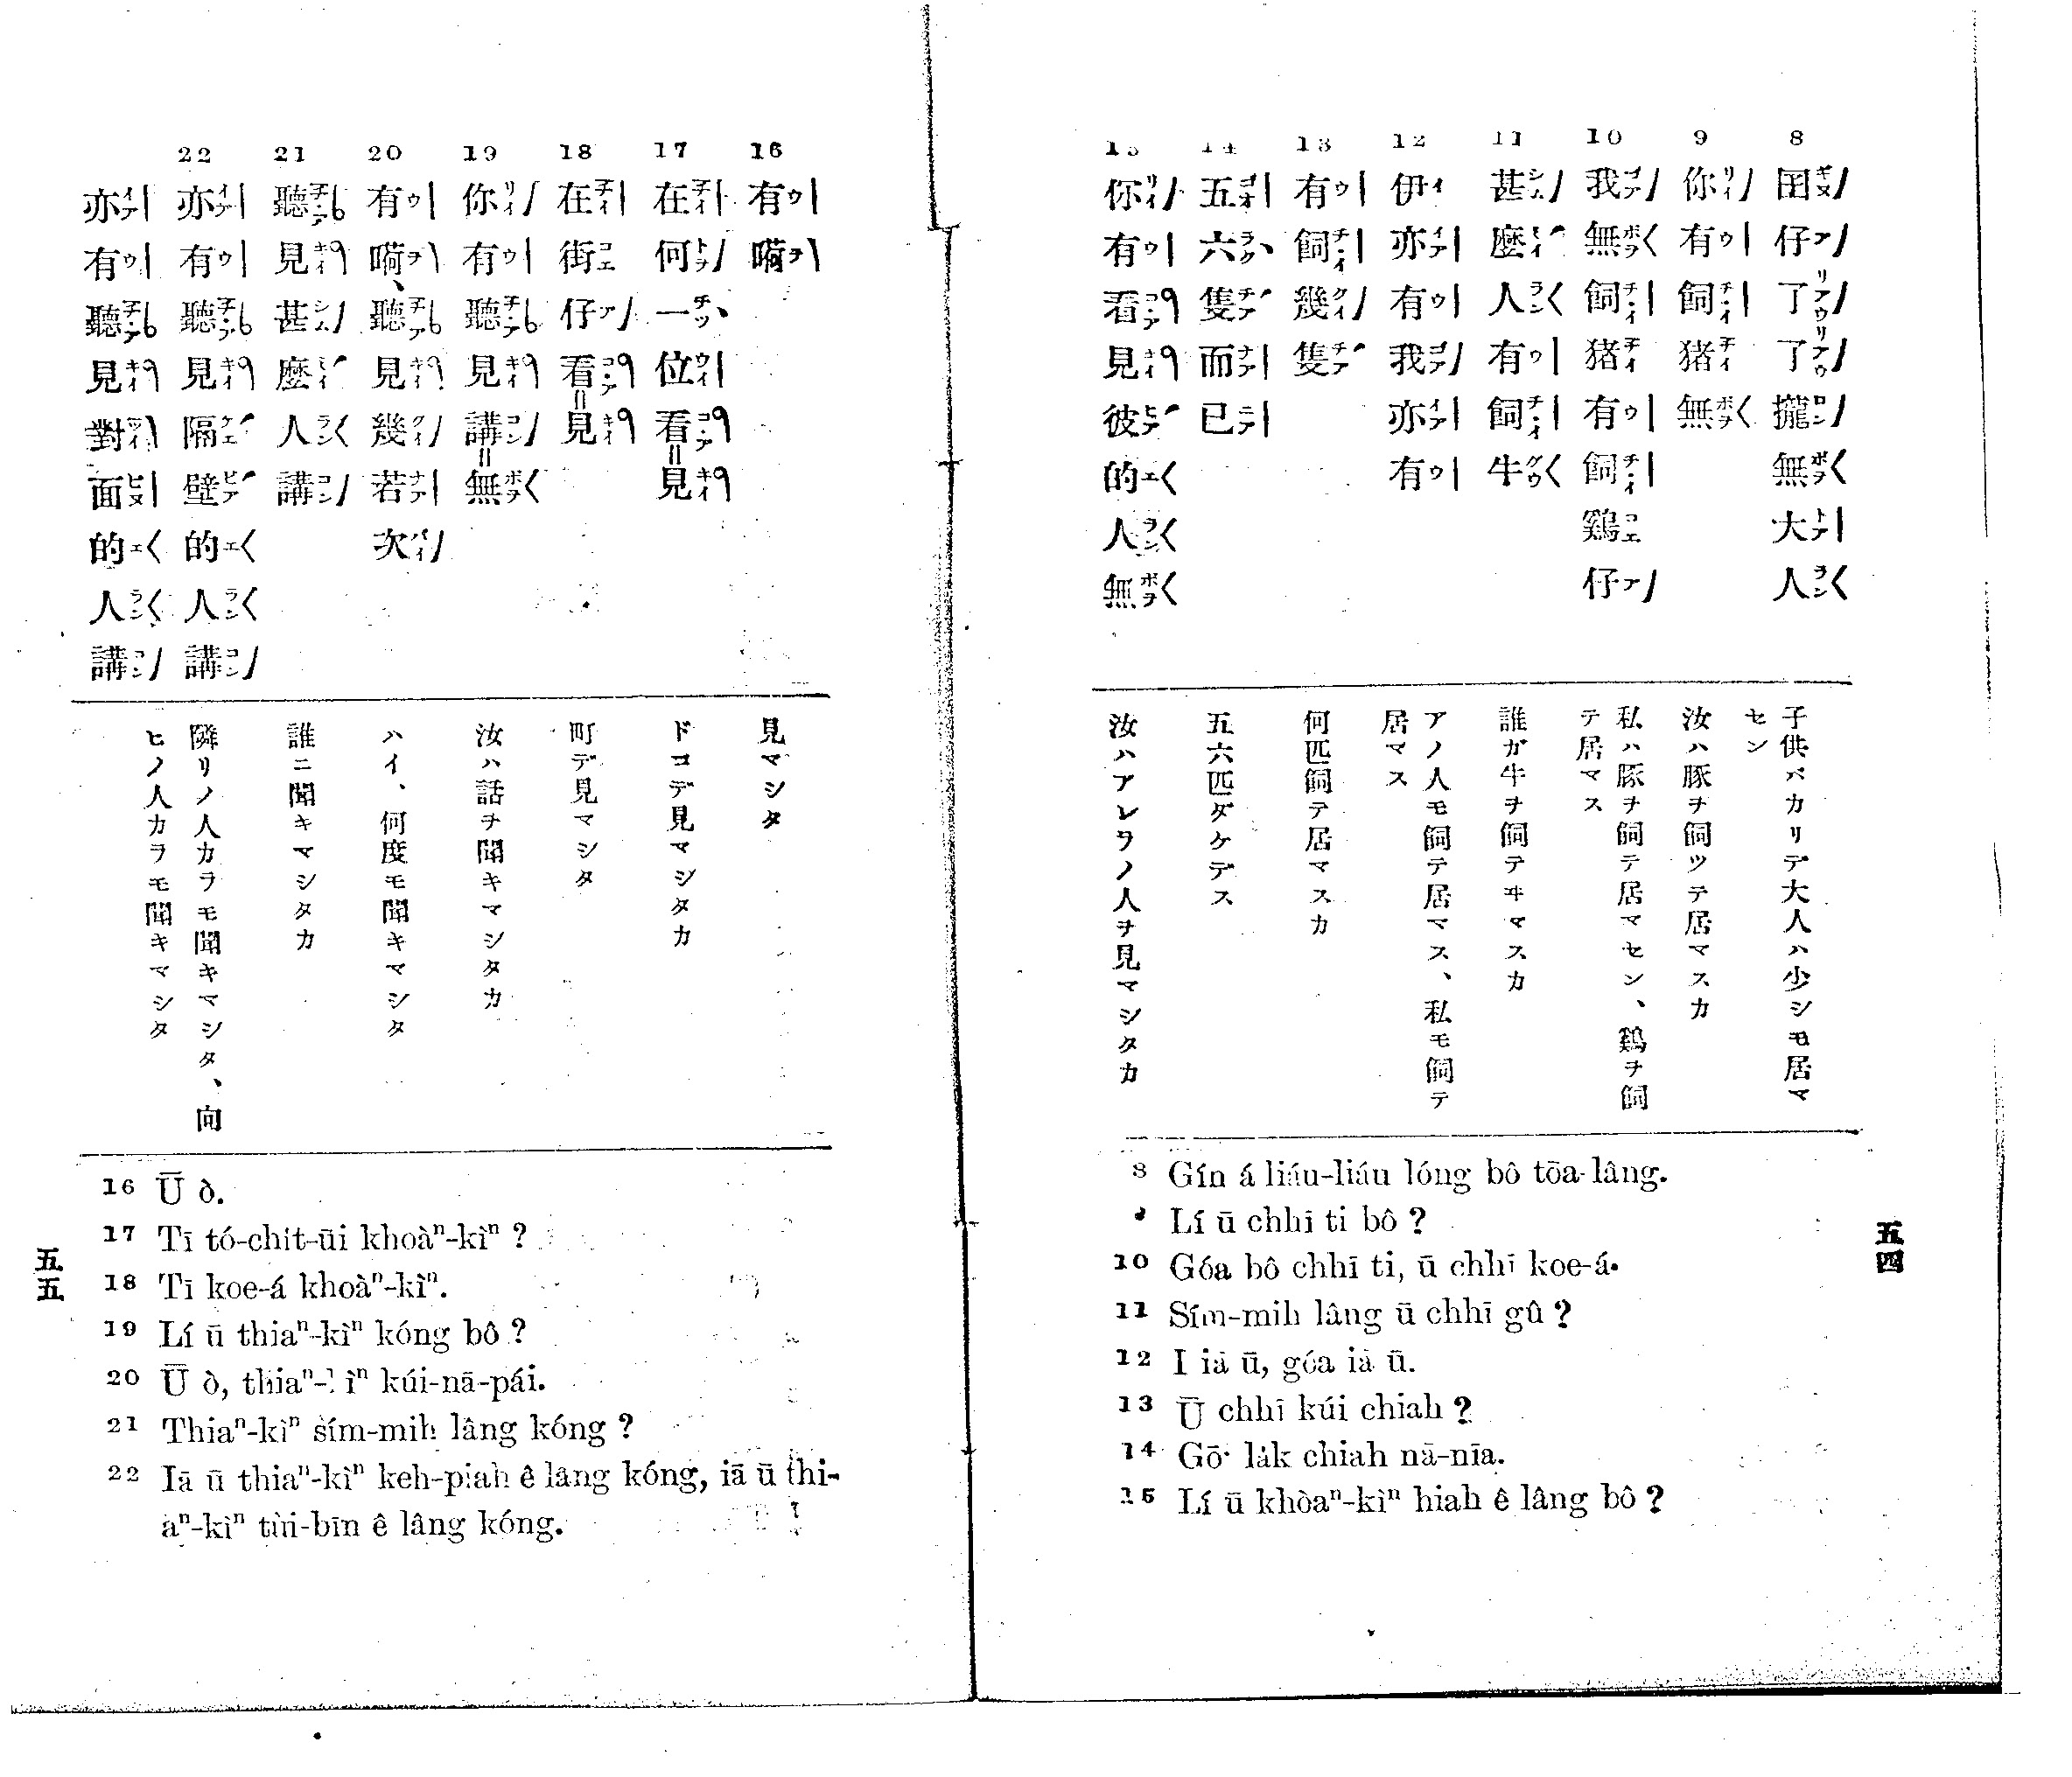 8 囝仔了了攏無大人
9 你有飼猪無
10 我無飼猪有飼鷄仔
11 甚麼人有飼牛
12 伊亦有我亦有
13 有飼幾隻
14 五六隻而已
15 你有看見彼的人無
子供バカリデ大人ハ少シモ居マ
セン
汝ハ豚ヲ飼ツテ居マスカ
私ハ豚ヲ飼テ居マセン、鷄ヲ飼
テ居マス
誰ガ牛ヲ飼テヰマスカ
アノ人モ飼テ居マス、私モ飼テ
居マス
何匹飼テ居マスカ
五六匹ダケデス
汝ハアレラノ人ヲ見マシタカ
8 Gín á liáu-liáu lóng bô tōa-lâng.
Lí ū chhī ti bô?
10 Góa bô chhī ti, ū chhī koe-á.
11 Sím-mih lâng ū chhī gû?
12 I iā ū, góa iā ū.
13 Ū chhī kúi chiah?
14 Gō͘ la̍k chiah nā-nīa.
15 Lí ū khòaⁿ-kìⁿ hiah ê lâng bô?
五四
16 有嗬
17 在何一位看=見
18 在街仔看=見
19 你有聽見講=無
20 有嗬、聽見幾若次
21 聽見甚麼人講
22 亦有聽見隔壁的人講
亦有聽見對面的人講
見マシタ
ドコデ見マシタカ
町デ見マシタ
汝ハ話ヲ聞キマシタカ
ハイ、何度モ聞キマシタ
誰ニ聞キマシタカ
隣リノ人カラモ聞キマシタ、向
ヒノ人カラモ聞キマシタ
16 Ū ò.
17 Tī tó-chit-ūi khoàⁿ-kìⁿ?
18 Tī koe-á khoàⁿ-kìⁿ.
19 Lí ū thiaⁿ-kìⁿ kóng bô?
20 Ū ò, thiaⁿ-kìⁿ kúi-nā-pái.
21 Thiaⁿ-kìⁿ sím-mih lâng kóng?
22 Iā ū thiaⁿ-kìⁿ keh-piah ê lâng kóng, iā ū thi-
aⁿ-kìⁿ tùi-bīn ê lâng kóng.
五五